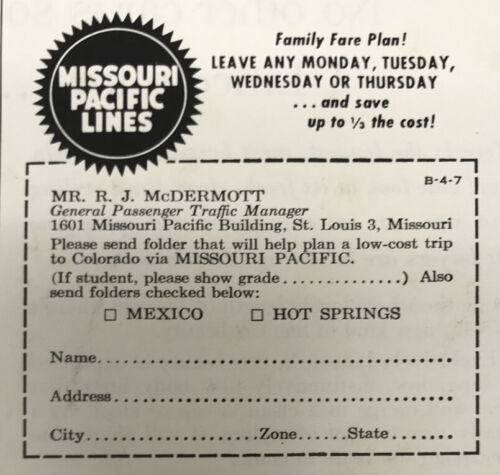 MISSOURI
PACIFIC
LINES
Family Fare Plan!
LEAVE ANY MONDAY, TUESDAY,
WEDNESDAY OR THURSDAY
...and save
up to ⅓ the cost!
B-4-7
MR. R. J. McDERMOTT
General Passenger Traffic Manager
1601 Missouri Pacific Building, St. Louis 3, Missouri
Please send folder that will help plan a low-cost trip
to Colorado via MISSOURI PACIFIC.
(If student, please show grade..............) Also
send folders checked below:
☐ MEXICO ☐ HOT SPRINGS
Name..............................................
Address...........................................
City.......................Zone......State.......